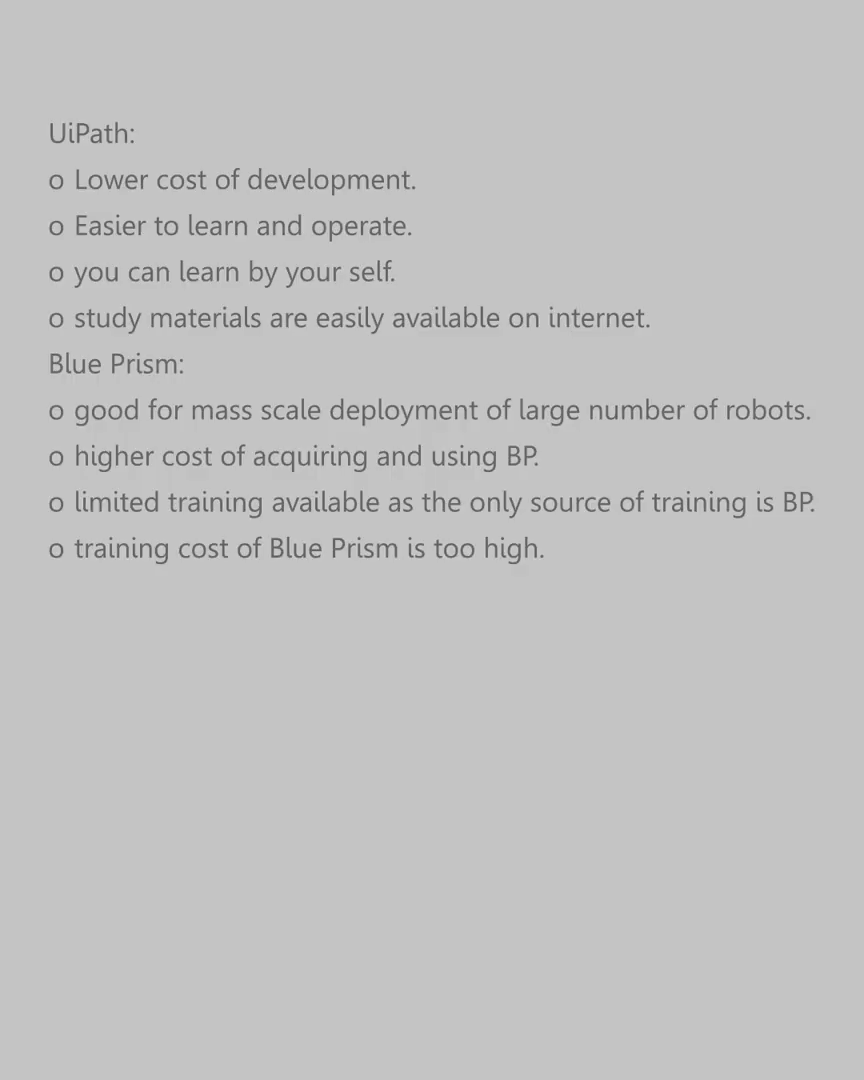 UiPath:
o Lower cost of development.
o Easier to learn and operate.
o you can learn by your self.
o study materials are easily available on internet.
Blue Prism:
o good for mass scale deployment of large number of robots.
o higher cost of acquiring and using BP.
o limited training available as the only source of training is BP.
o training cost of Blue Prism is too high.